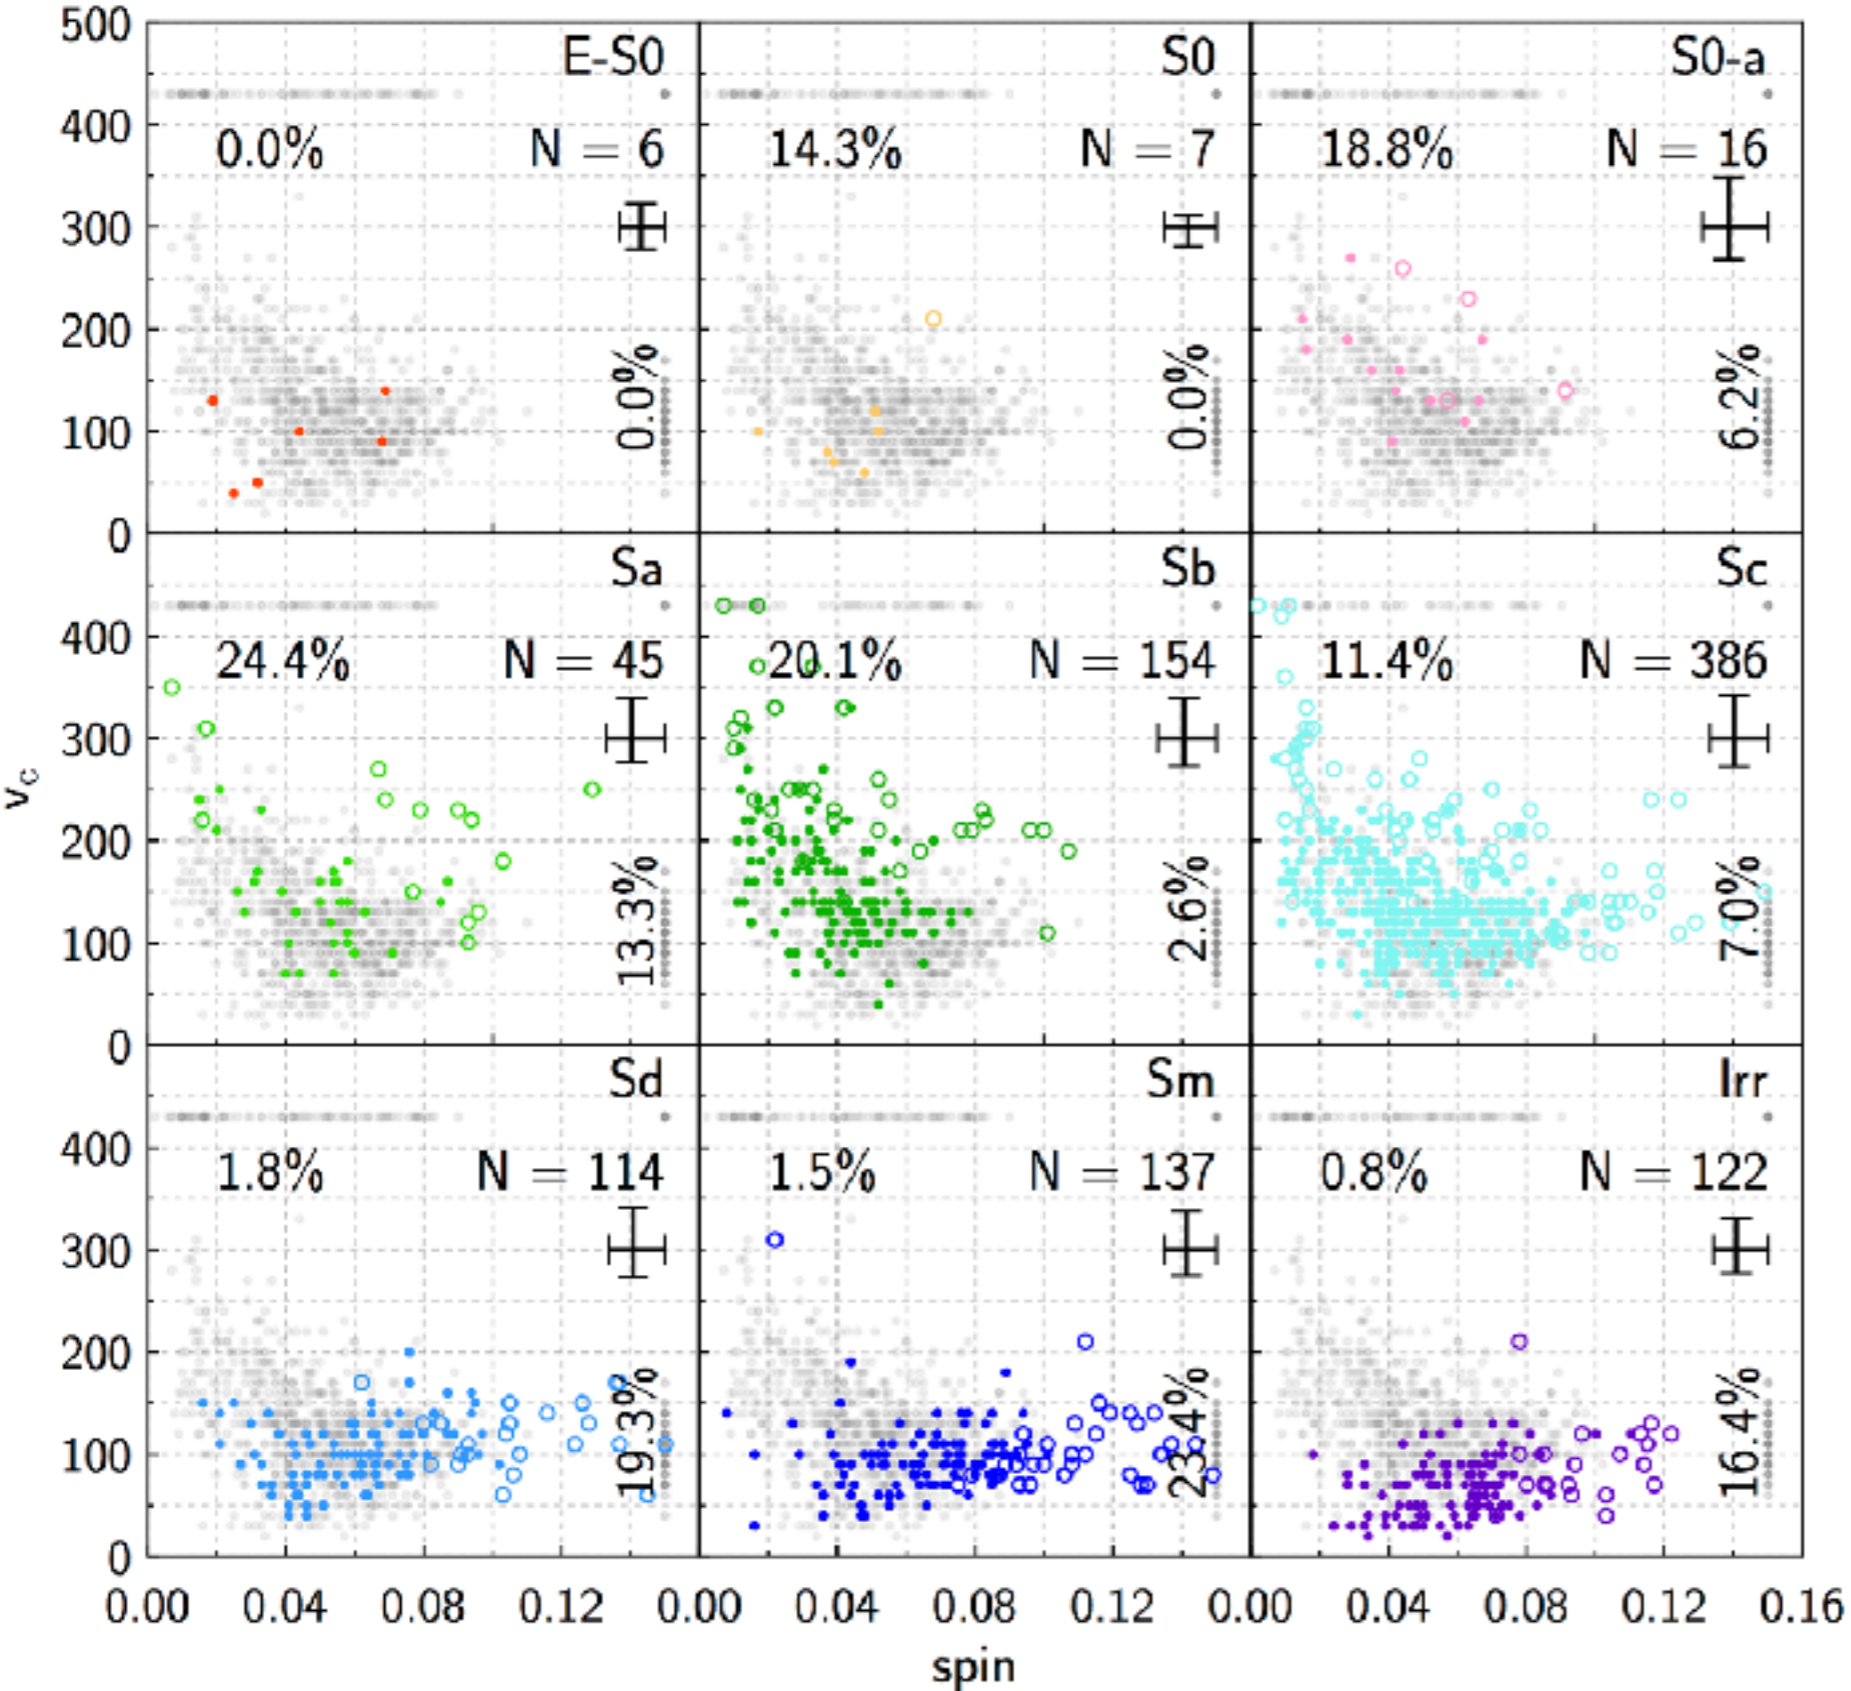 500
E-S0
S0
S0-a
400
0.0%
N = 6
14.3%
N = 7
18.8%
N = 16
300
200
0.0%
0.0%
6.2%
100
0
Sa
Sb
Sc
400
24.4%
N = 45
20.1%
N = 154
11.4%
N = 386
300
200
13.3%
2.6%
7.0%
100
0
Sd
Sm
Irr
400
1.8%
N = 114
1.5%
N = 137
0.8%
N = 122
300
200
19.3%
23.4%
16.4%
100
0
0.00 0.04 0.08 0.12 0.00 0.04 0.08 0.12 0.00 0.04 0.08 0.12 0.16
spin
vc